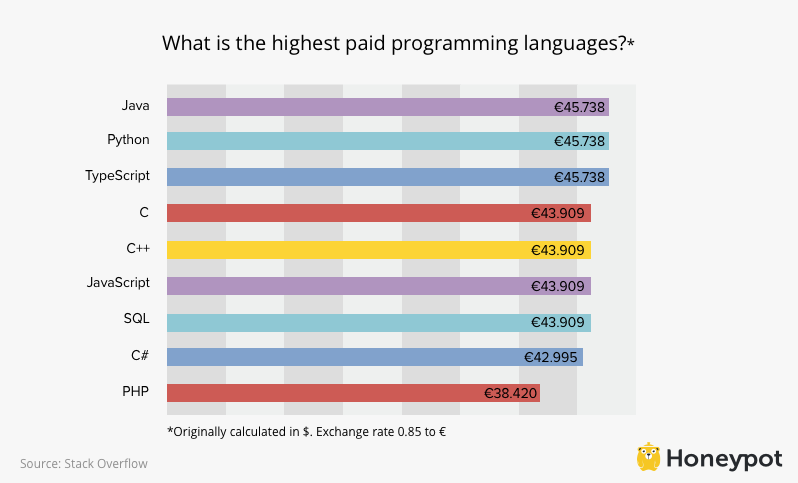 What is the highest paid programming languages?*
Java €45.738
Python €45.738
TypeScript €45.738
C €43.909
C++ €43.909
JavaScript €43.909
SQL €43.909
C# €42.995
PHP €38.420
*Originally calculated in $. Exchange rate 0.85 to €
Source: Stack Overflow
Honeypot